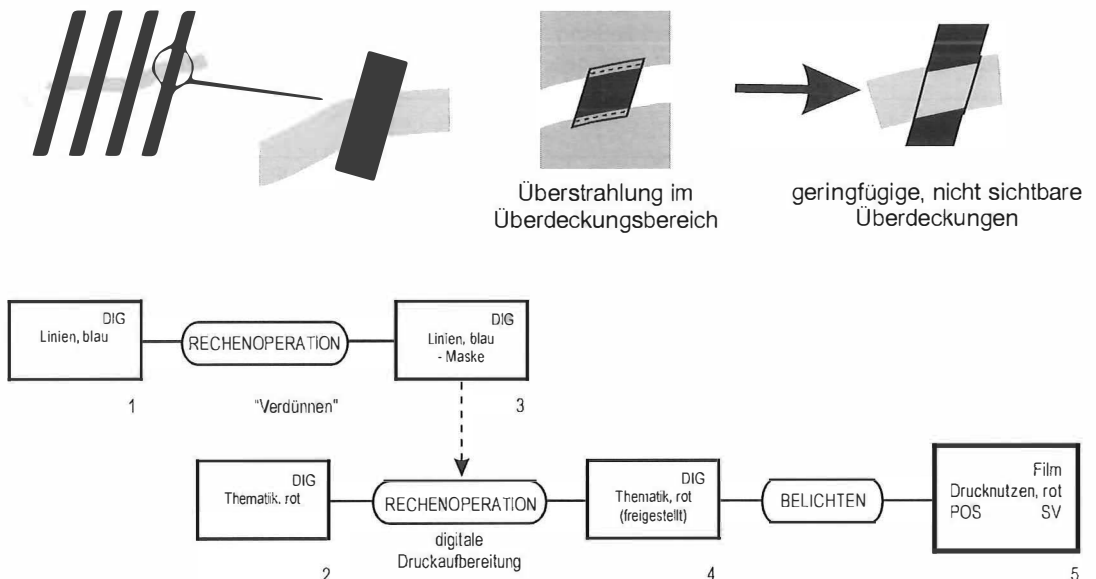 Überstrahlung im
Überdeckungsbereich
geringfügige, nicht sichtbare
Überdeckungen
DIG
Linien, blau
1
RECHENOPERATION
"Verdünnen"
DIG
Linien, blau
- Maske
3
DIG
Thematik. rot
2
RECHENOPERATION
digitale
Druckaufbereitung
DIG
Thematik, rot
(freigestellt)
4
BELICHTEN
Film
Drucknutzen, rot
POS SV
5